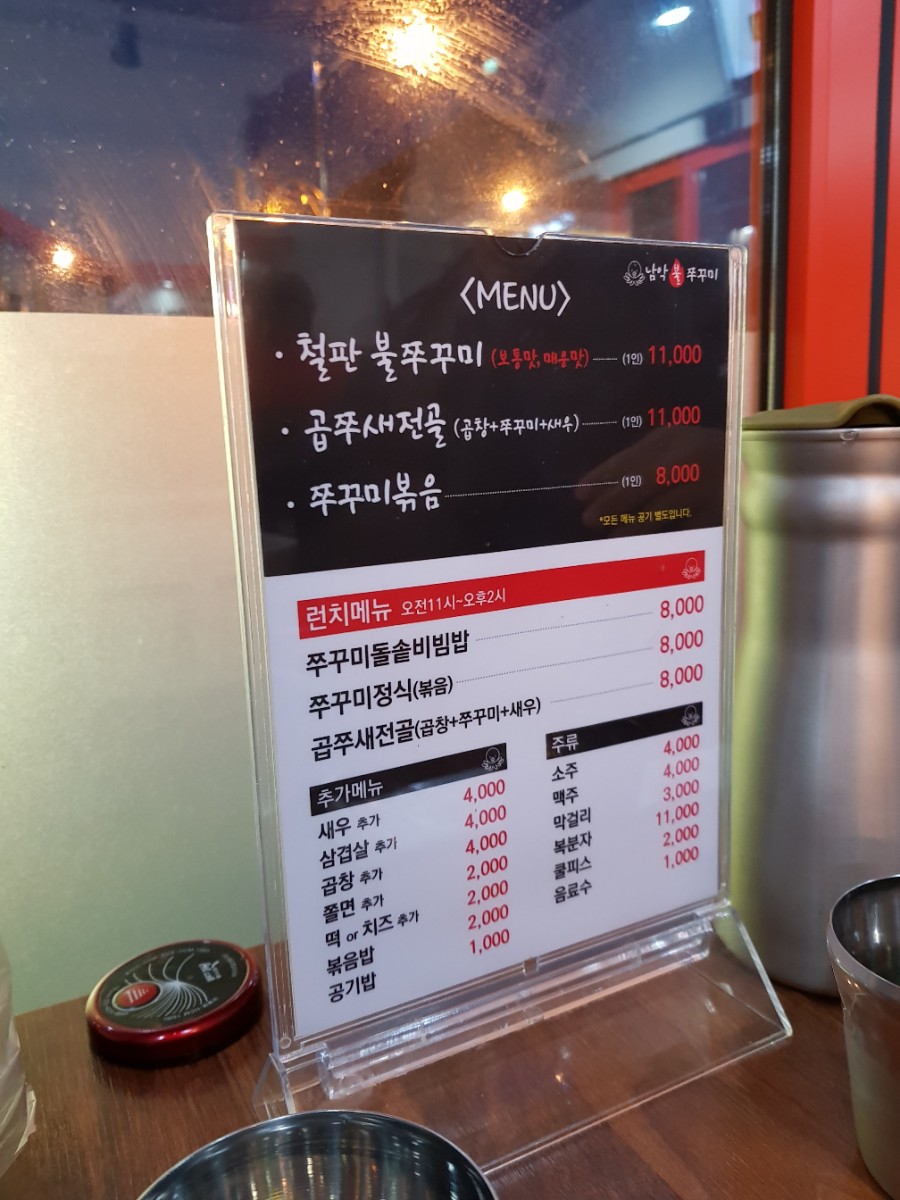 <MENU>
남악 불 쭈꾸미
· 철판 불쭈꾸미 (보통맛, 매운맛) (1인) 11,000
· 곱쭈새전골 (곱창+쭈꾸미+새우) (1인) 11,000
· 쭈꾸미볶음 (1인) 8,000
*모든 메뉴 공기 별도입니다.
런치메뉴 오전11시~오후2시
쭈꾸미돌솥비빔밥 8,000
쭈꾸미정식(볶음) 8,000
곱쭈새전골(곱창+쭈꾸미+새우) 8,000
추가메뉴
새우 추가 4,000
삼겹살 추가 4,000
곱창 추가 4,000
쫄면 추가 2,000
떡 or 치즈 추가 2,000
볶음밥 2,000
공기밥 1,000
주류
소주 4,000
맥주 4,000
막걸리 3,000
복분자 11,000
쿨피스 2,000
음료수 1,000